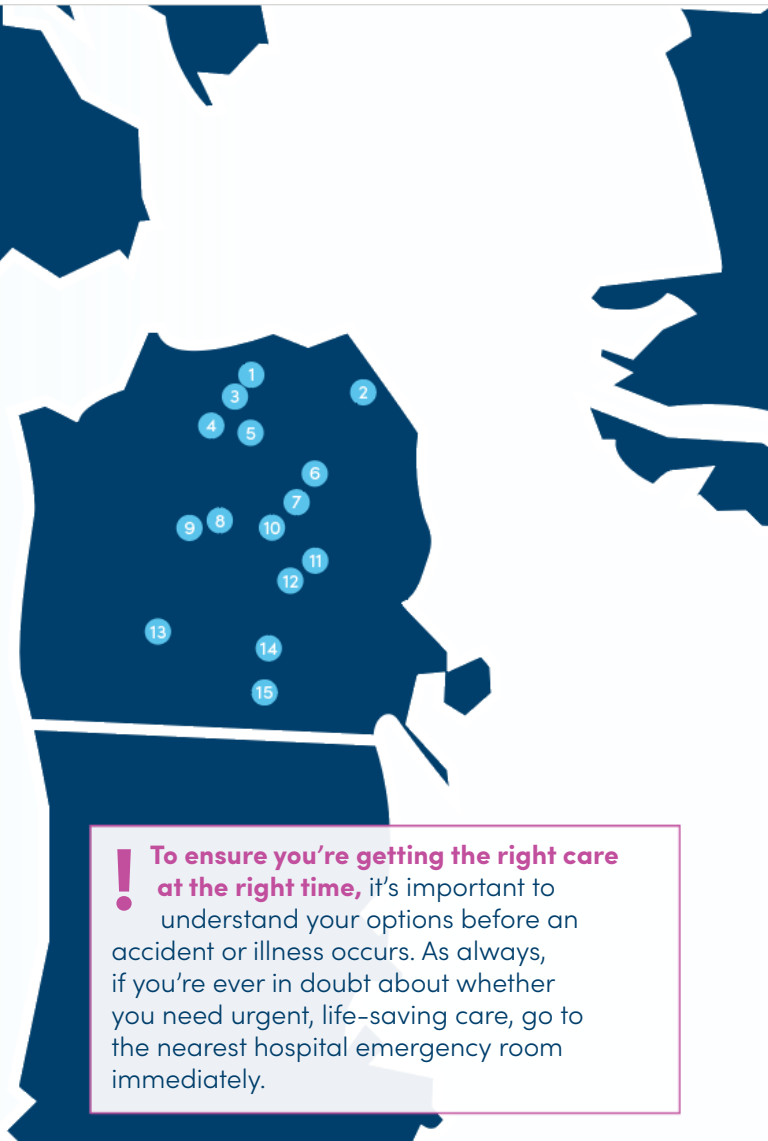 1
2
3
4
5
6
7
8
9
10
11
12
13
14
15
!
To ensure you’re getting the right care
at the right time, it’s important to
understand your options before an
accident or illness occurs. As always,
if you’re ever in doubt about whether
you need urgent, life-saving care, go to
the nearest hospital emergency room
immediately.